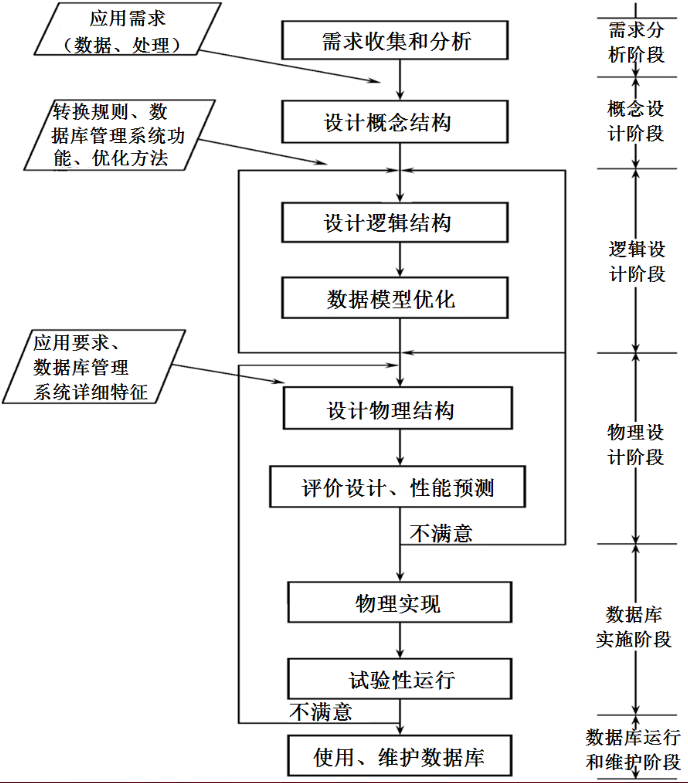 应用需求
（数据、处理）
需求收集和分析
需求分
析阶段
转换规则、数
据库管理系统功
能、优化方法
设计概念结构
概念设
计阶段
设计逻辑结构
数据模型优化
逻辑设
计阶段
应用要求、
数据库管理
系统详细特征
设计物理结构
评价设计、性能预测
不满意
物理设
计阶段
物理实现
试验性运行
不满意
数据库
实施阶段
使用、维护数据库
数据库运行
和维护阶段